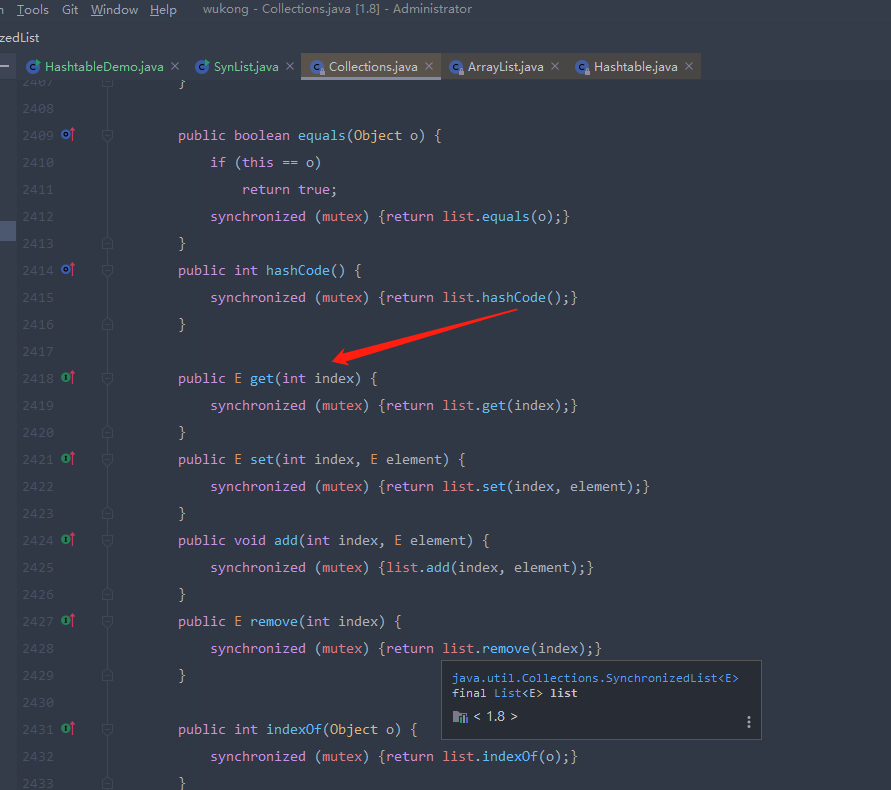 Tools Git Window Help wukong - Collections.java [1.8] - Administrator
zedList
HashtableDemo.java SynList.java Collections.java ArrayList.java Hashtable.java
2407 }
2408
2409 public boolean equals(Object o) {
2410 if (this == o)
2411 return true;
2412 synchronized (mutex) {return list.equals(o);}
2413 }
2414 public int hashCode() {
2415 synchronized (mutex) {return list.hashCode();}
2416 }
2417
2418 public E get(int index) {
2419 synchronized (mutex) {return list.get(index);}
2420 }
2421 public E set(int index, E element) {
2422 synchronized (mutex) {return list.set(index, element);}
2423 }
2424 public void add(int index, E element) {
2425 synchronized (mutex) {list.add(index, element);}
2426 }
2427 public E remove(int index) {
2428 synchronized (mutex) {return list.remove(index);}
2429 }
2430
2431 public int indexOf(Object o) {
2432 synchronized (mutex) {return list.indexOf(o);}
2433 }
java.util.Collections.SynchronizedList<E>
final List<E> list
< 1.8 >